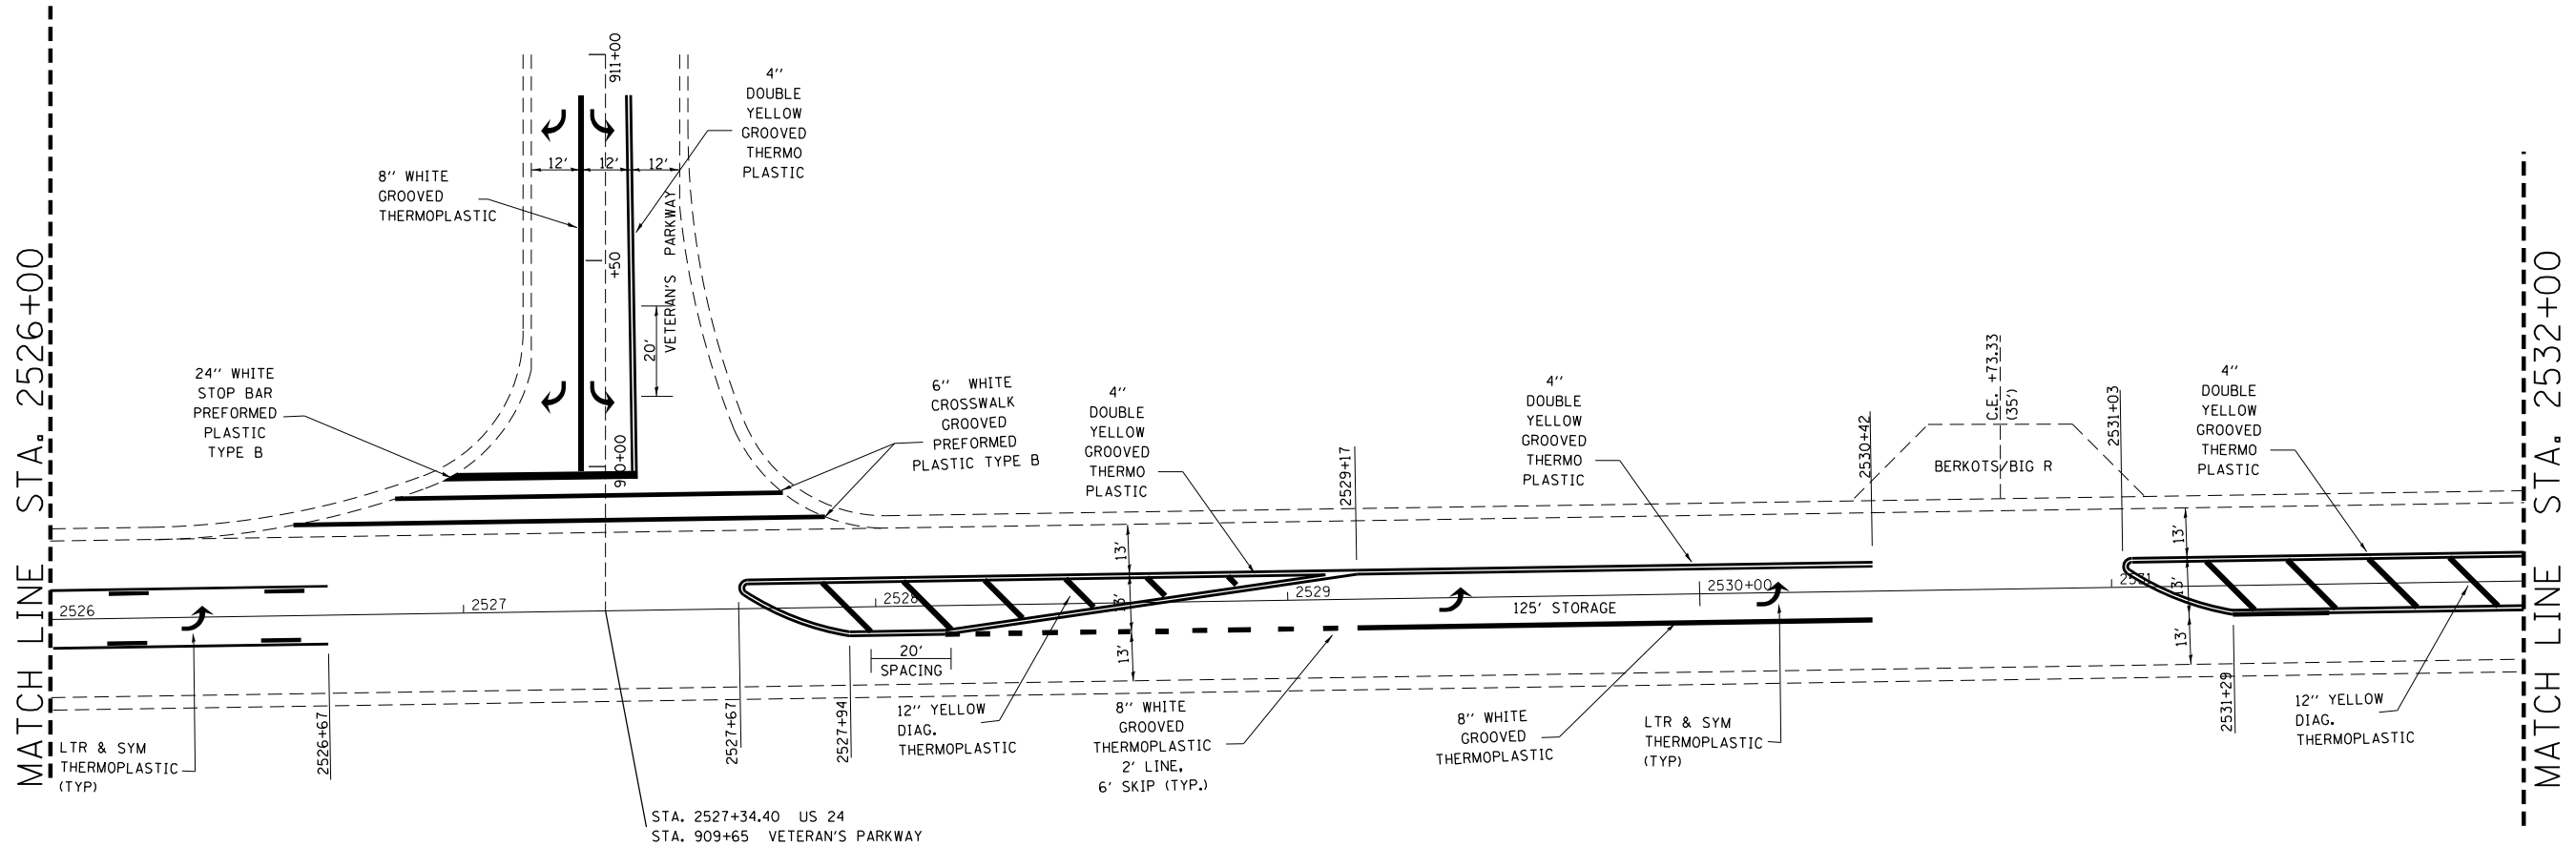 MATCH LINE STA. 2526+00
911+00
4''
DOUBLE
YELLOW
GROOVED
THERMO
PLASTIC
8'' WHITE
GROOVED
THERMOPLASTIC
12'
12'
12'
+50
VETERAN'S PARKWAY
20'
24'' WHITE
STOP BAR
PREFORMED
PLASTIC
TYPE B
6'' WHITE
CROSSWALK
GROOVED
PREFORMED
PLASTIC TYPE B
4''
DOUBLE
YELLOW
GROOVED
THERMO
PLASTIC
2529+17
4''
DOUBLE
YELLOW
GROOVED
THERMO
PLASTIC
2530+42
C.E. +73.33
(35')
BERKOTS/BIG R
2531+03
4''
DOUBLE
YELLOW
GROOVED
THERMO
PLASTIC
MATCH LINE STA. 2532+00
13'
13'
13'
13'
13'
13'
2526
2527
2528
2529
2530+00
2531
125' STORAGE
20'
SPACING
2526+67
2527+67
2527+94
2531+29
LTR & SYM
THERMOPLASTIC
(TYP)
12'' YELLOW
DIAG.
THERMOPLASTIC
8'' WHITE
GROOVED
THERMOPLASTIC
2' LINE,
6' SKIP (TYP.)
8'' WHITE
GROOVED
THERMOPLASTIC
LTR & SYM
THERMOPLASTIC
(TYP)
12'' YELLOW
DIAG.
THERMOPLASTIC
STA. 2527+34.40 US 24
STA. 909+65 VETERAN'S PARKWAY